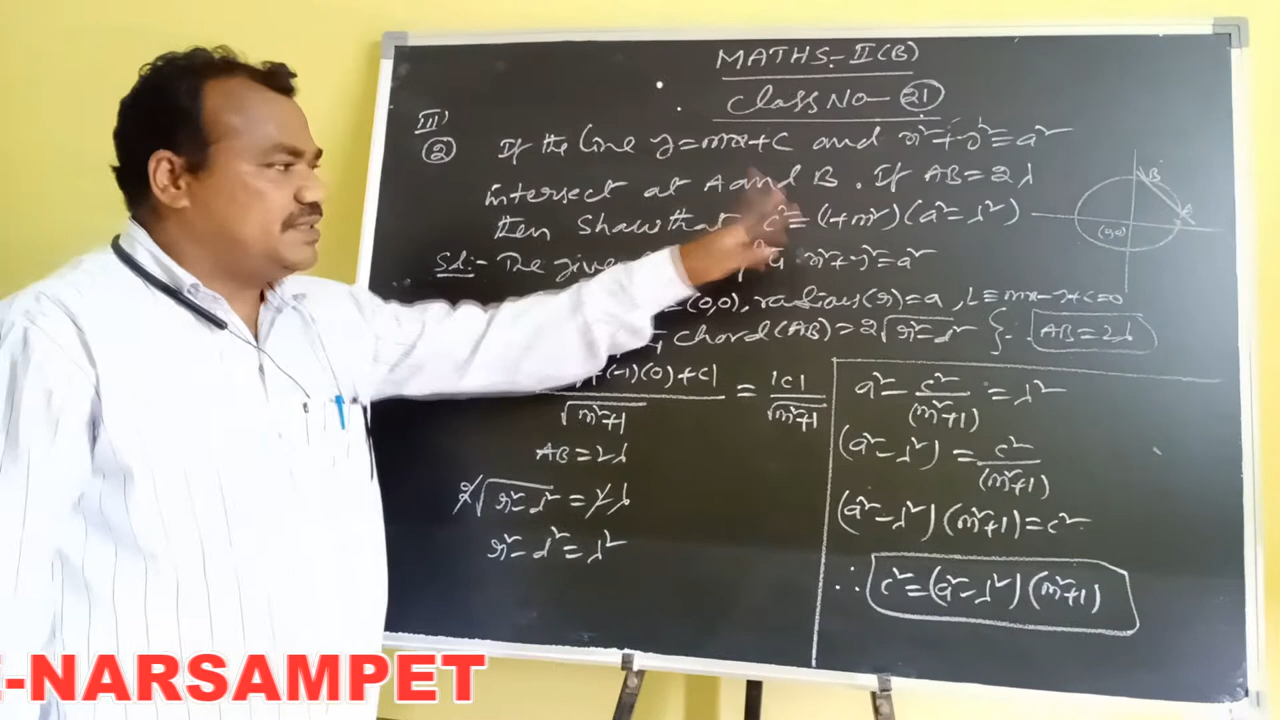 MATHS-II(B)
Class No-21
III'
2 If the line y=mx+c and x²+y²=a²
intersect at A and B. If AB=2λ
then Show that c²=(1+m²)(a²-λ²)
Sol:- The given x²+y²=a²
=(0,0), radius(r)=a, L≡mx-y+c=0
chord(AB)=2√r²-d² { ∵ AB=2λ
+(-1)(0)+c| / √m²+1 = |c| / √m²+1
AB=2λ
2√r²-d²=2λ
r²-d²=λ²
a²-c²/(m²+1)=λ²
(a²-λ²)=c²/(m²+1)
(a²-λ²)(m²+1)=c²
∴ c²=(a²-λ²)(m²+1)
B
A
(0,0)
E-NARSAMPET